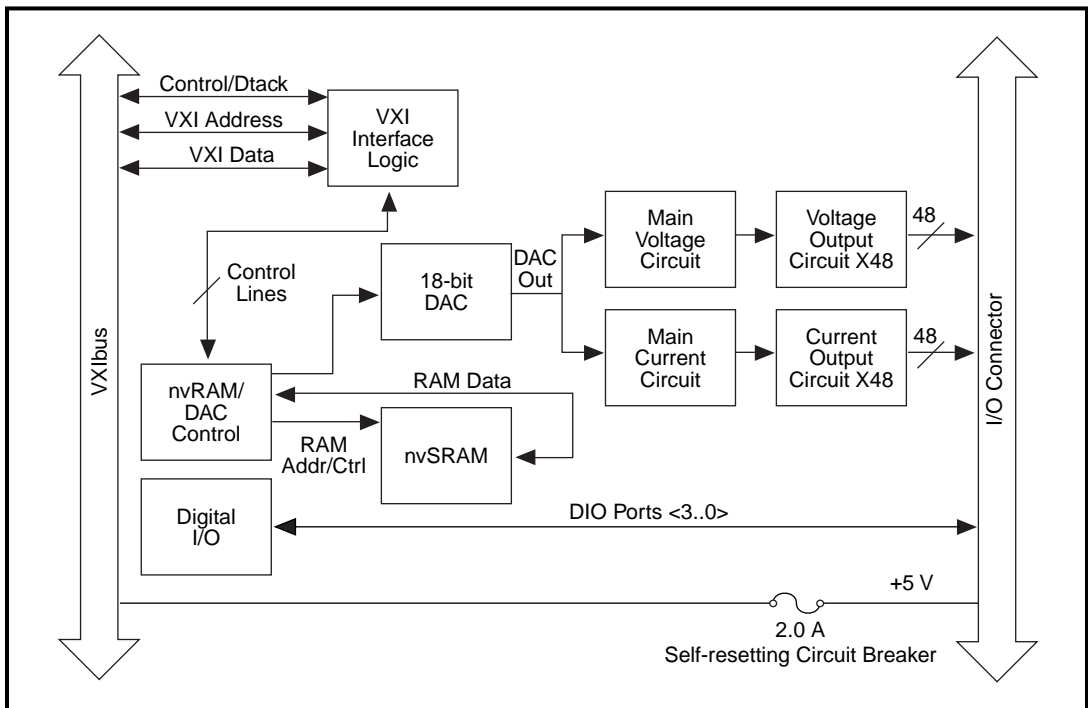 Control/Dtack
VXI Address
VXI Data
VXI
Interface
Logic
Control
Lines
18-bit
DAC
DAC
Out
Main
Voltage
Circuit
Voltage
Output
Circuit X48
48
Main
Current
Circuit
Current
Output
Circuit X48
48
VXIbus
I/O Connector
nvRAM/
DAC
Control
RAM Data
RAM
Addr/Ctrl
nvSRAM
Digital
I/O
DIO Ports <3..0>
+5 V
2.0 A
Self-resetting Circuit Breaker